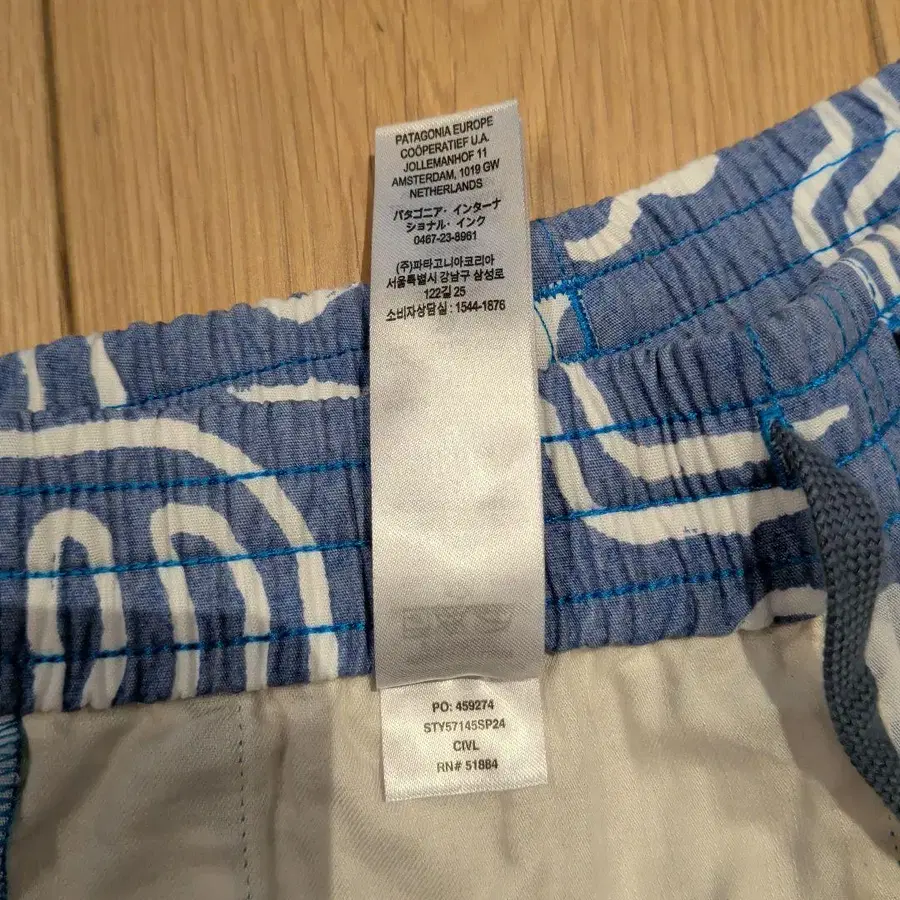 PATAGONIA EUROPE
COÖPERATIEF U.A.
JOLLEMANHOF 11
AMSTERDAM, 1019 GW
NETHERLANDS
パタゴニア・インターナ
ショナル・インク
0467-23-8961
(주)파타고니아코리아
서울특별시 강남구 삼성로
122길 25
소비자상담실 : 1544-1876
PO: 459274
STY57145SP24
CIVL
RN# 51884